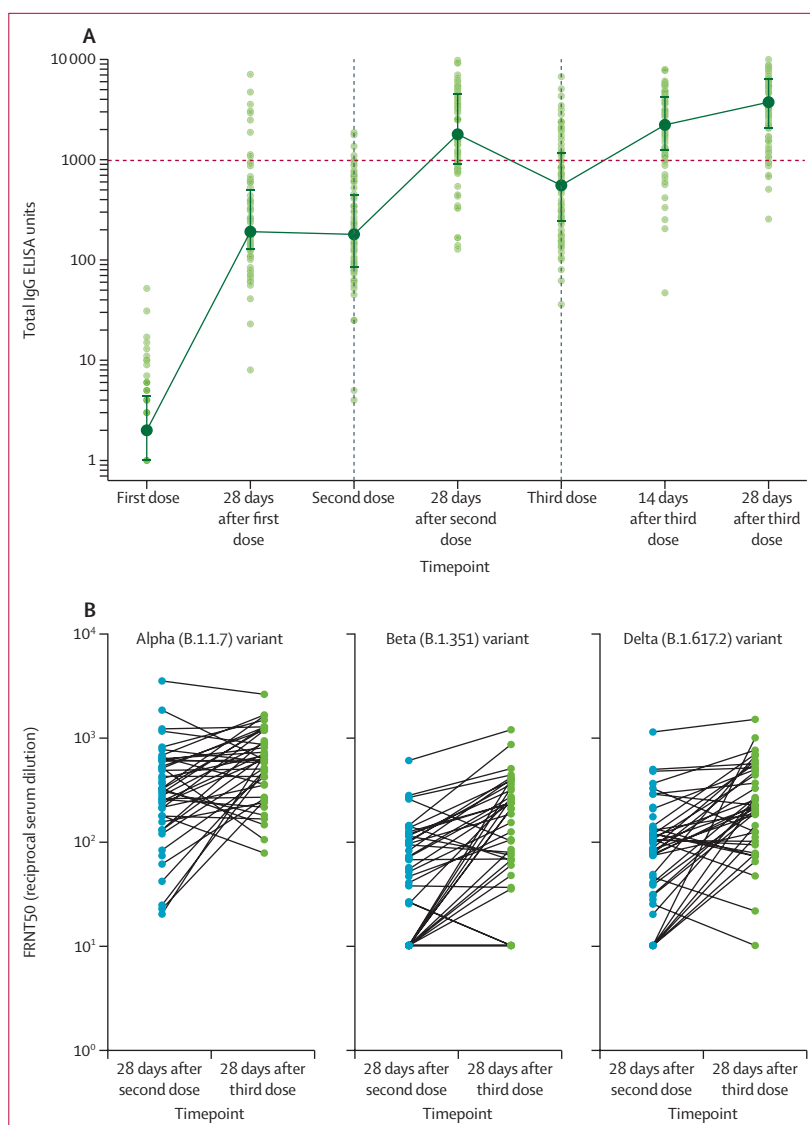 A
10 000
1000
100
10
1
Total IgG ELISA units
First dose
28 days
after first
dose
Second dose
28 days
after second
dose
Third dose
14 days
after third
dose
28 days
after third
dose
Timepoint
B
Alpha (B.1.1.7) variant
Beta (B.1.351) variant
Delta (B.1.617.2) variant
10⁴
10³
10²
10¹
10⁰
FRNT50 (reciprocal serum dilution)
28 days after
second dose
28 days after
third dose
Timepoint
28 days after
second dose
28 days after
third dose
Timepoint
28 days after
second dose
28 days after
third dose
Timepoint